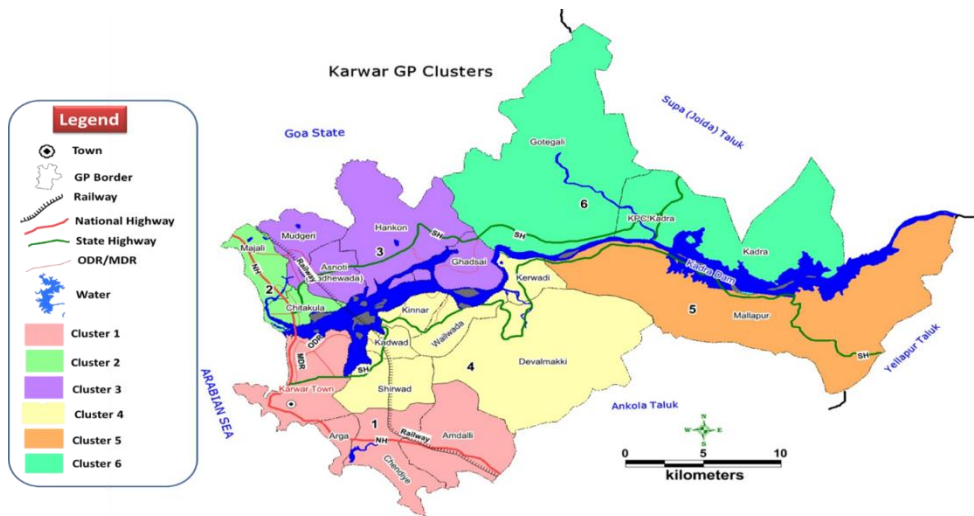 Karwar GP Clusters
Legend
Town
GP Border
Railway
National Highway
State Highway
ODR/MDR
Water
Cluster 1
Cluster 2
Cluster 3
Cluster 4
Cluster 5
Cluster 6
Goa State
Supa (Joida) Taluk
Gotegali
6
KPC Kadra
Kadra
Hankon
SH
SH
Mudgeri
3
Majali
Railway
Asnoti
Ghadsai
NH
2
Chitakula
Kerwadi
Kadra Dam
5
Mallapur
SH
Kinnar
Wailwada
Kadwad
ODR
MDR
SH
4
Devalmakki
Shirwad
Yellapur Taluk
ARABIAN SEA
Karwar Town
Ankola Taluk
1
Arga
NH
Railway
Amdalli
Chendiye
N
W
E
S
0
5
10
kilometers